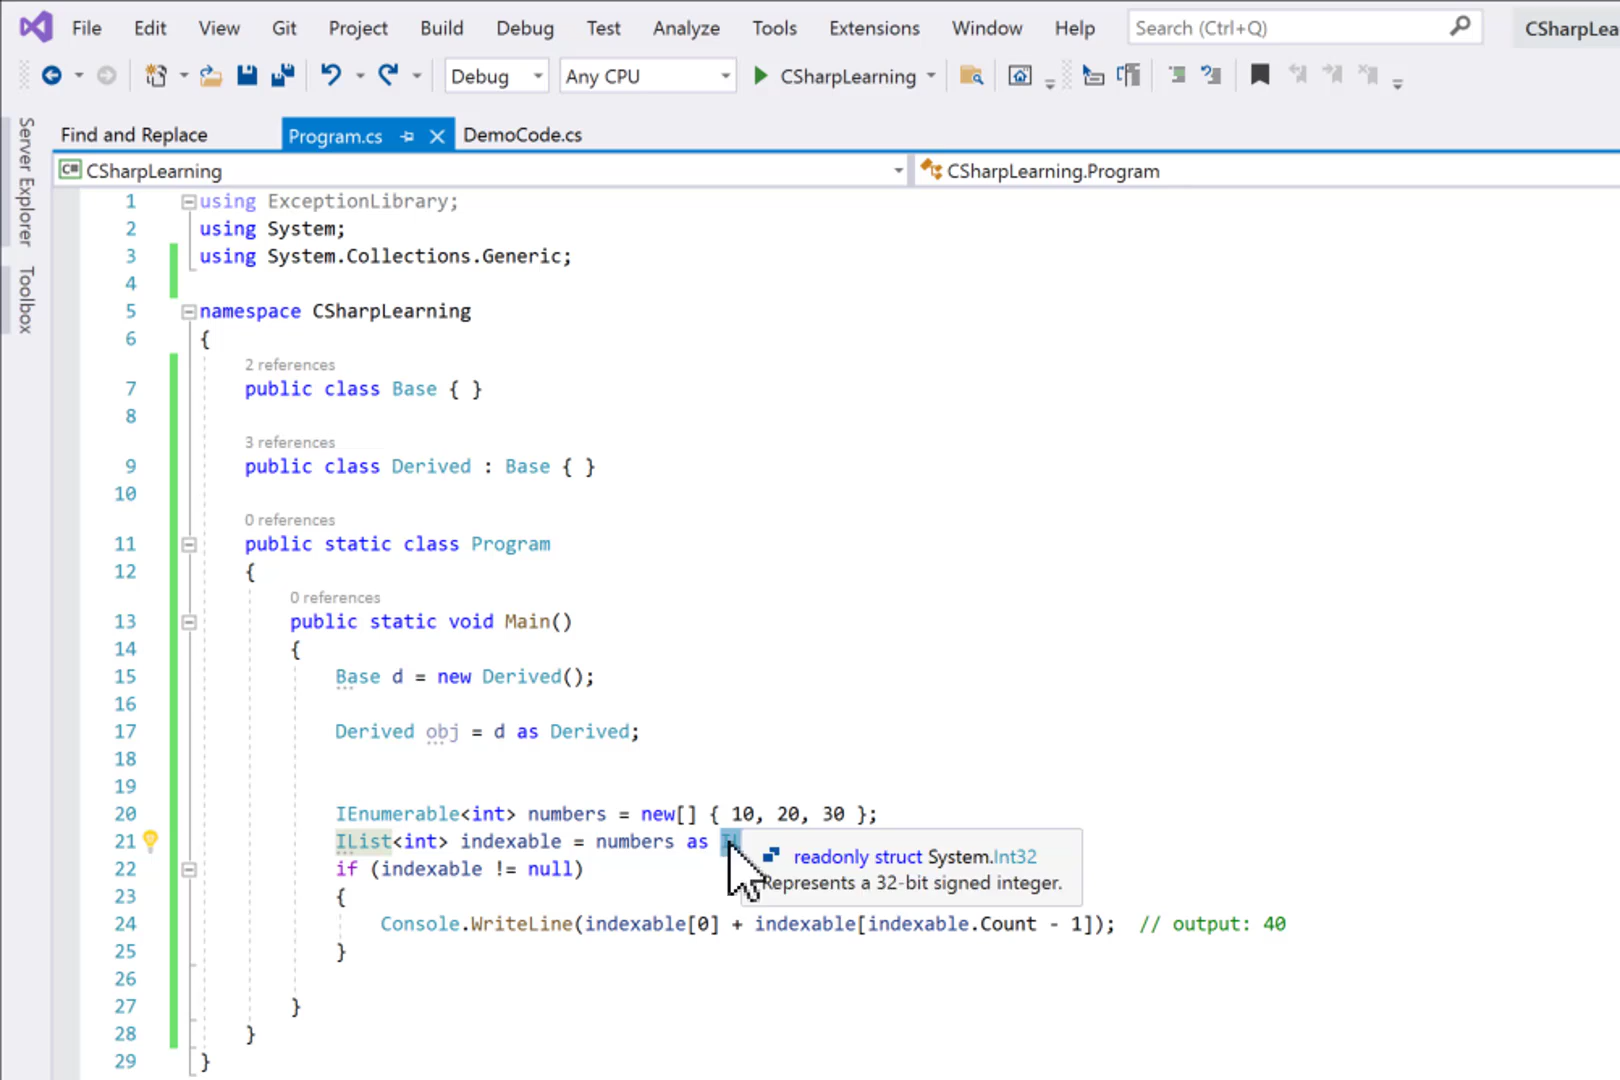 File Edit View Git Project Build Debug Test Analyze Tools Extensions Window Help Search (Ctrl+Q) CSharpLea
Debug Any CPU CSharpLearning
Server Explorer
Toolbox
Find and Replace Program.cs DemoCode.cs
C# CSharpLearning CSharpLearning.Program
1 using ExceptionLibrary;
2 using System;
3 using System.Collections.Generic;
4
5 namespace CSharpLearning
6 {
2 references
7 public class Base { }
8
3 references
9 public class Derived : Base { }
10
0 references
11 public static class Program
12 {
0 references
13 public static void Main()
14 {
15 Base d = new Derived();
16
17 Derived obj = d as Derived;
18
19
20 IEnumerable<int> numbers = new[] { 10, 20, 30 };
21 IList<int> indexable = numbers as
readonly struct System.Int32
Represents a 32-bit signed integer.
22 if (indexable != null)
23 {
24 Console.WriteLine(indexable[0] + indexable[indexable.Count - 1]); // output: 40
25 }
26
27 }
28 }
29 }